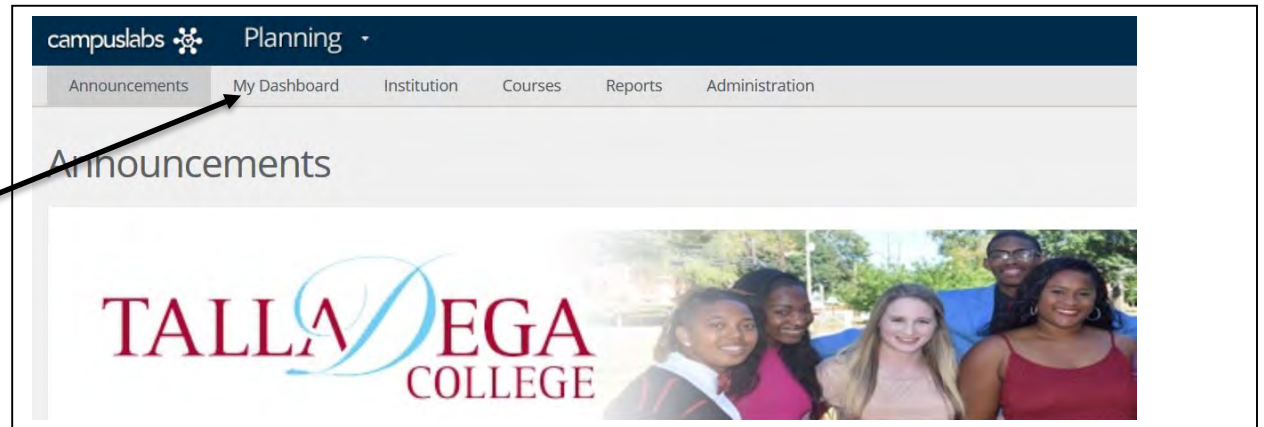 campuslabs Planning
Announcements My Dashboard Institution Courses Reports Administration
Announcements
TALLADEGA
COLLEGE